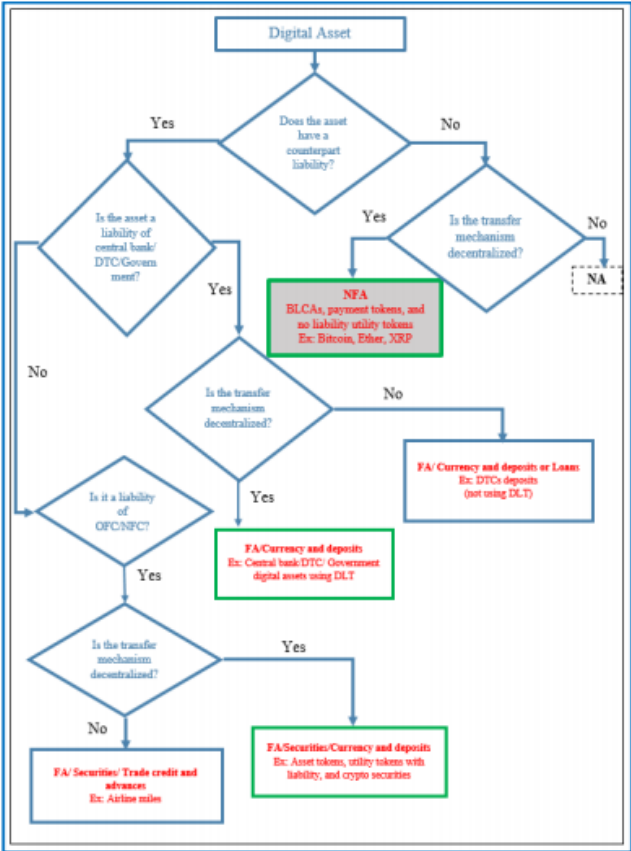 Digital Asset
Does the asset
have a
counterpart
liability?
Yes
No
Is the asset a
liability of
central bank/
DTC/Govern
ment?
Is the transfer
mechanism
decentralized?
Yes
No
NA
Yes
NFA
BLCAs, payment tokens, and
no liability utility tokens
Ex: Bitcoin, Ether, XRP
No
Is the transfer
mechanism
decentralized?
No
FA/ Currency and deposits or Loans
Ex: DTCs deposits
(not using DLT)
Yes
Is it a liability
of
OFC/NFC?
FA/Currency and deposits
Ex: Central bank/DTC/ Government
digital assets using DLT
Yes
Is the transfer
mechanism
decentralized?
Yes
No
FA/Securities/Currency and deposits
Ex: Asset tokens, utility tokens with
liability, and crypto securities
FA/ Securities/ Trade credit and
advances
Ex: Airline miles